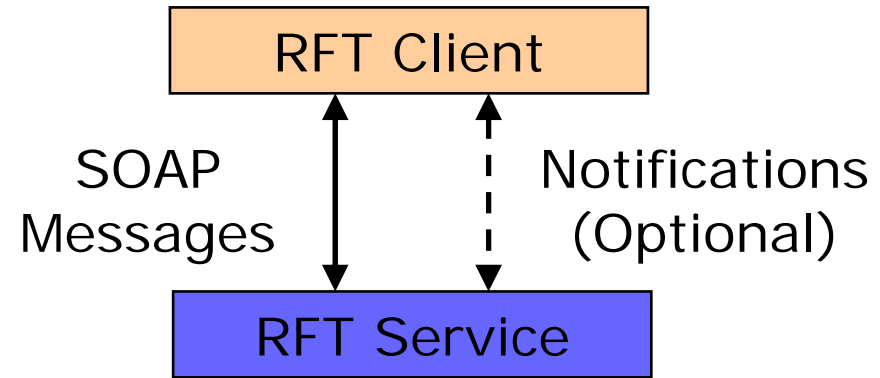 RFT Client
SOAP
Messages
Notifications
(Optional)
RFT Service